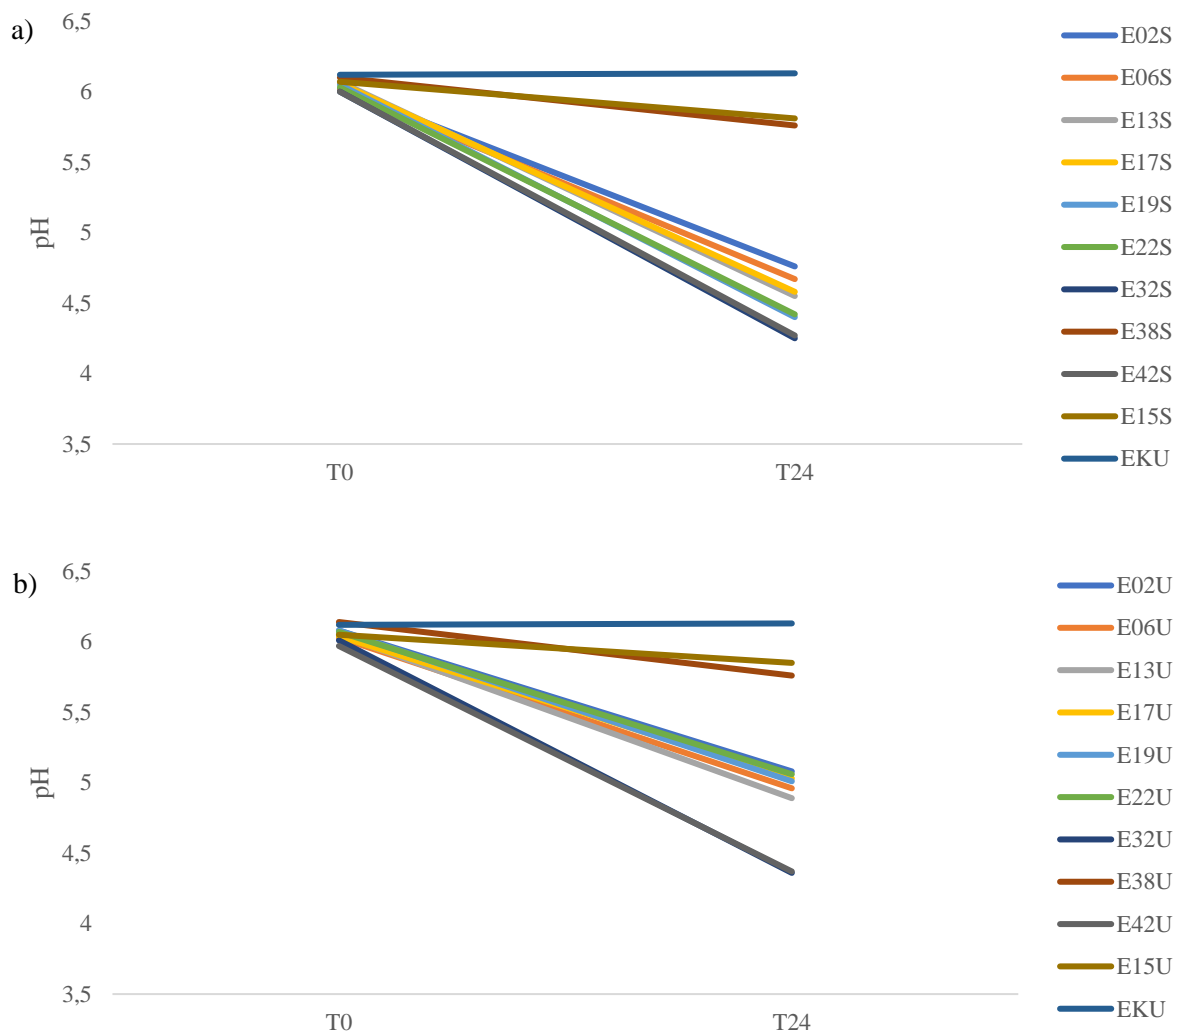 a)
6,5
6
5,5
5
4,5
4
3,5
pH
T0
T24
E02S
E06S
E13S
E17S
E19S
E22S
E32S
E38S
E42S
E15S
EKU
b)
6,5
6
5,5
5
4,5
4
3,5
pH
T0
T24
E02U
E06U
E13U
E17U
E19U
E22U
E32U
E38U
E42U
E15U
EKU